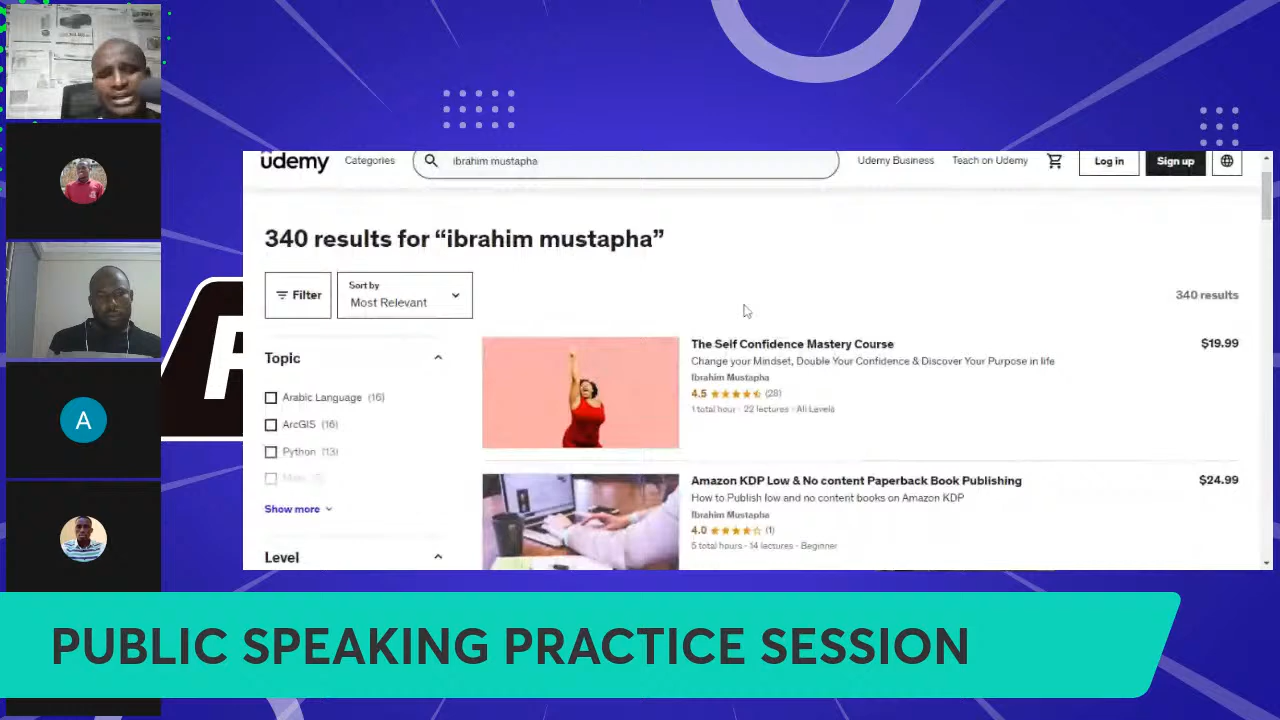 A
udemy
Categories
ibrahim mustapha
Udemy Business
Teach on Udemy
Log in
Sign up
340 results for “ibrahim mustapha”
Filter
Sort by
Most Relevant
340 results
Topic
Arabic Language (16)
ArcGIS (16)
Python (13)
Show more
Level
The Self Confidence Mastery Course
$19.99
Change your Mindset, Double Your Confidence & Discover Your Purpose in life
Ibrahim Mustapha
4.5 (28)
1 total hour · 22 lectures · All Levels
Amazon KDP Low & No content Paperback Book Publishing
$24.99
How to Publish low and no content books on Amazon KDP
Ibrahim Mustapha
4.0 (1)
5 total hours · 14 lectures · Beginner
PUBLIC SPEAKING PRACTICE SESSION